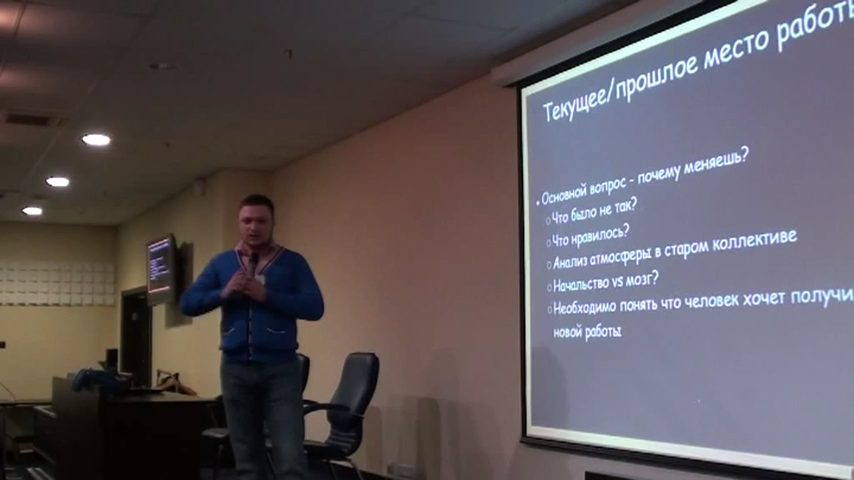 Текущее/прошлое место работы
Основной вопрос - почему меняешь?
Что было не так?
Что нравилось?
Анализ атмосферы в старом коллективе
Начальство vs мозг?
Необходимо понять что человек хочет получи
новой работы